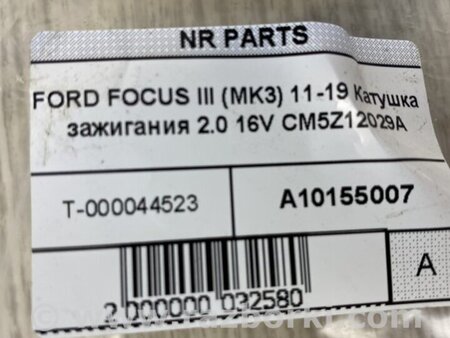 NR PARTS
FORD FOCUS III (MK3) 11-19 Катушка
зажигания 2.0 16V CM5Z12029A
T-000044523
A10155007
A
2 000000 032580